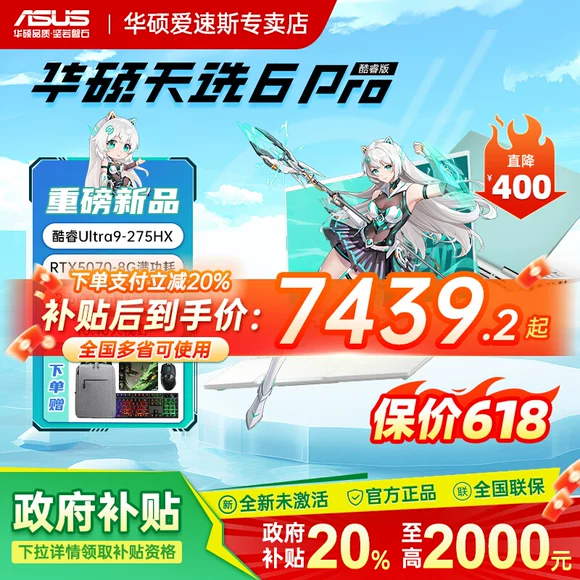 ASUS
华硕品质·坚若磐石
华硕爱速斯专卖店
华硕天选6 Pro
酷睿版
直降
¥400
重磅新品
酷睿Ultra9-275HX
RTX5070-8G满功耗
下单支付立减20%
补贴后到手价:7439.2起
全国多省可使用
下单赠
保价618
政府补贴
下拉详情领取补贴资格
新 全新未激活
官方正品
联 全国联保
政府补贴20%
至高2000元